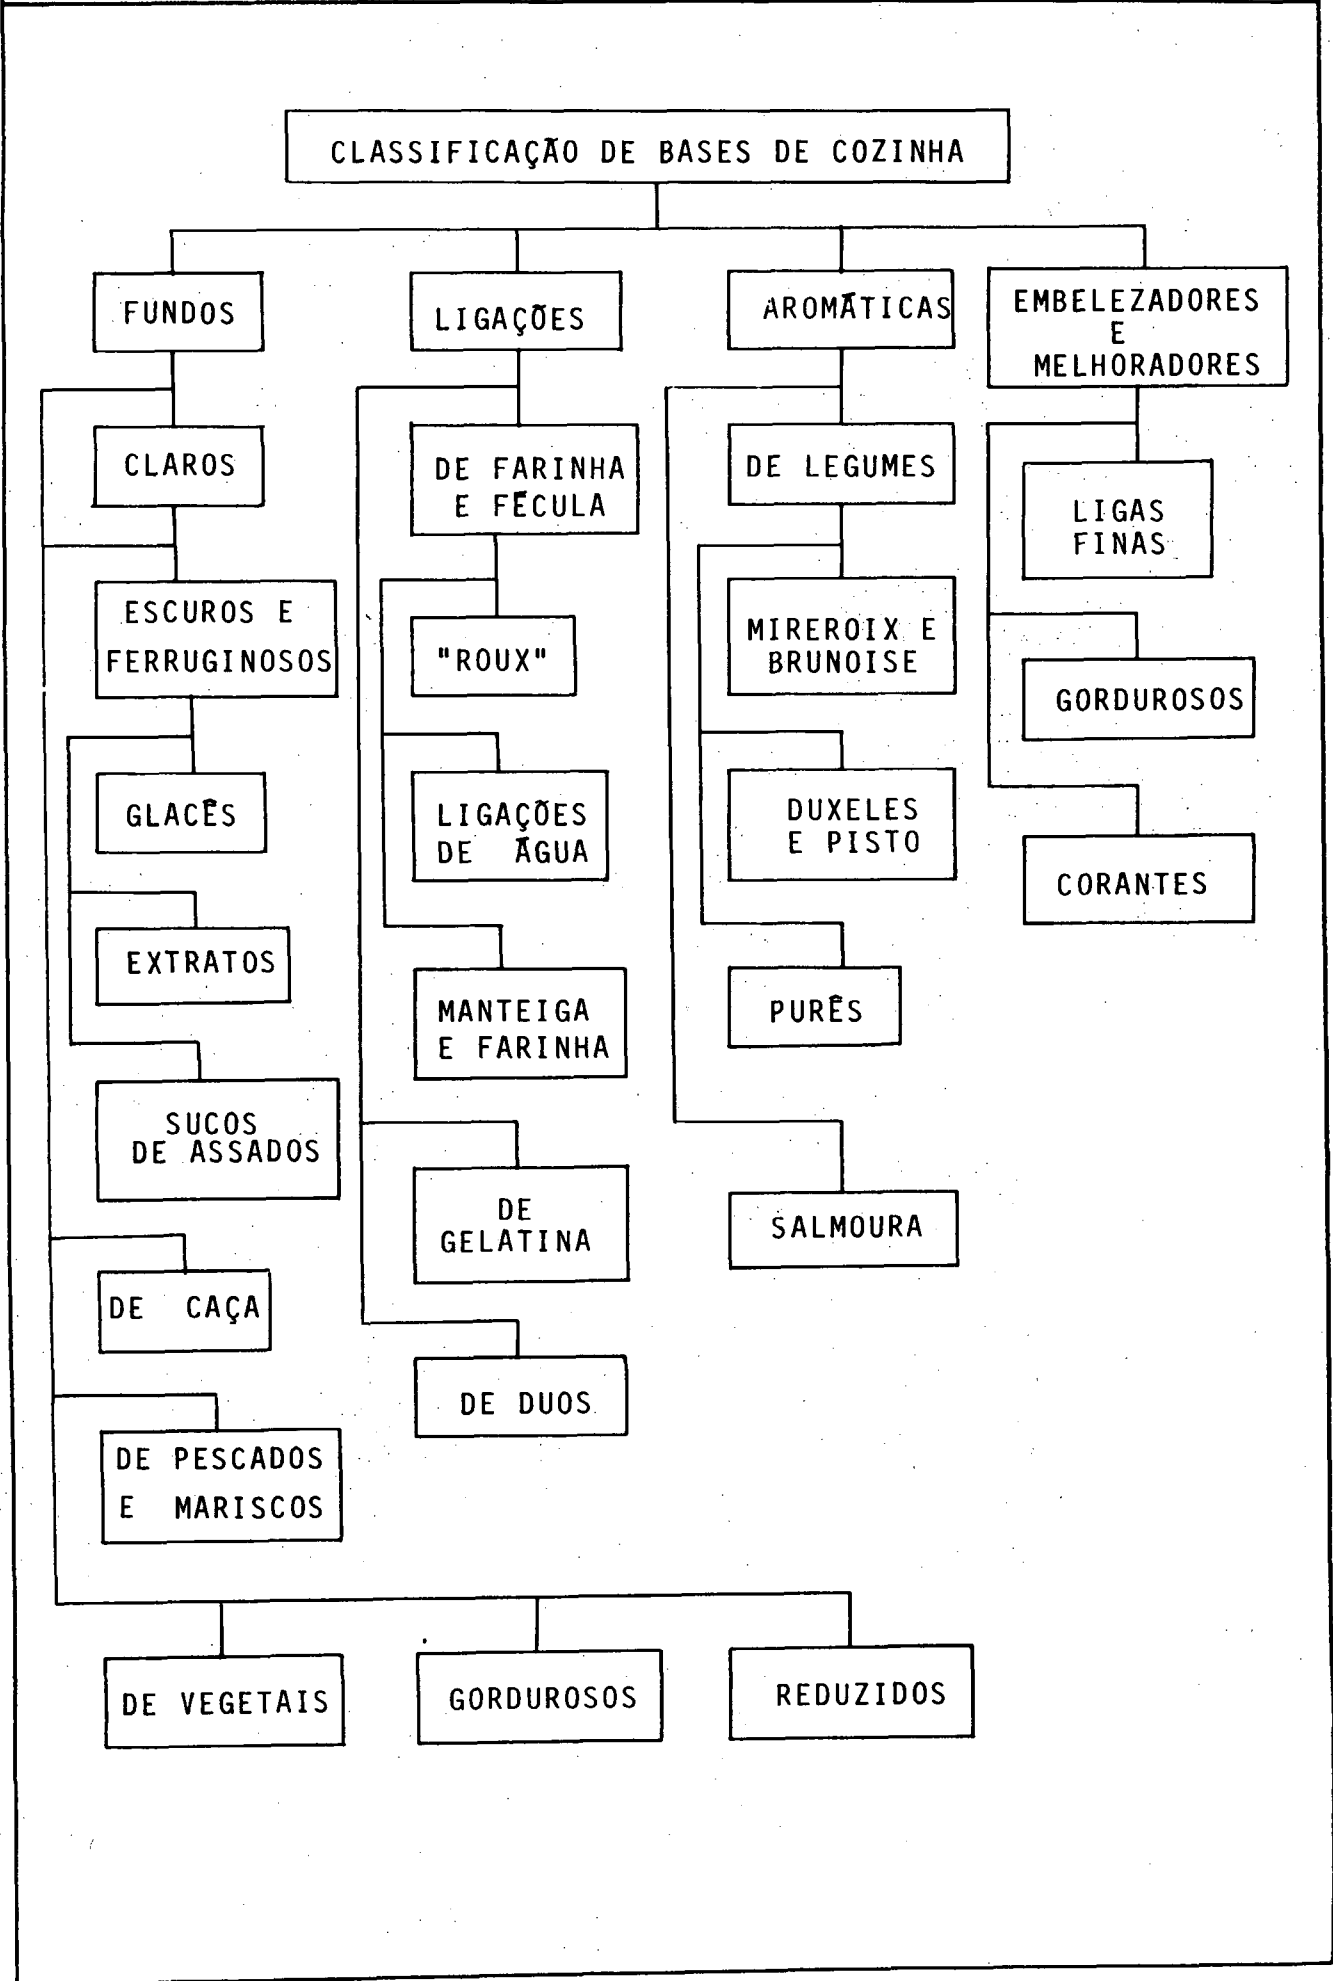 CLASSIFICAÇÃO DE BASES DE COZINHA
FUNDOS
CLAROS
ESCUROS E
FERRUGINOSOS
GLACÊS
EXTRATOS
SUCOS
DE ASSADOS
DE CAÇA
DE PESCADOS
E MARISCOS
LIGAÇÕES
DE FARINHA
E FÉCULA
"ROUX"
LIGAÇÕES
DE ÁGUA
MANTEIGA
E FARINHA
DE
GELATINA
DE DUOS
AROMÁTICAS
DE LEGUMES
MIREROIX E
BRUNOISE
DUXELES
E PISTO
PURÊS
SALMOURA
EMBELEZADORES
E
MELHORADORES
LIGAS
FINAS
GORDUROSOS
CORANTES
DE VEGETAIS
GORDUROSOS
REDUZIDOS